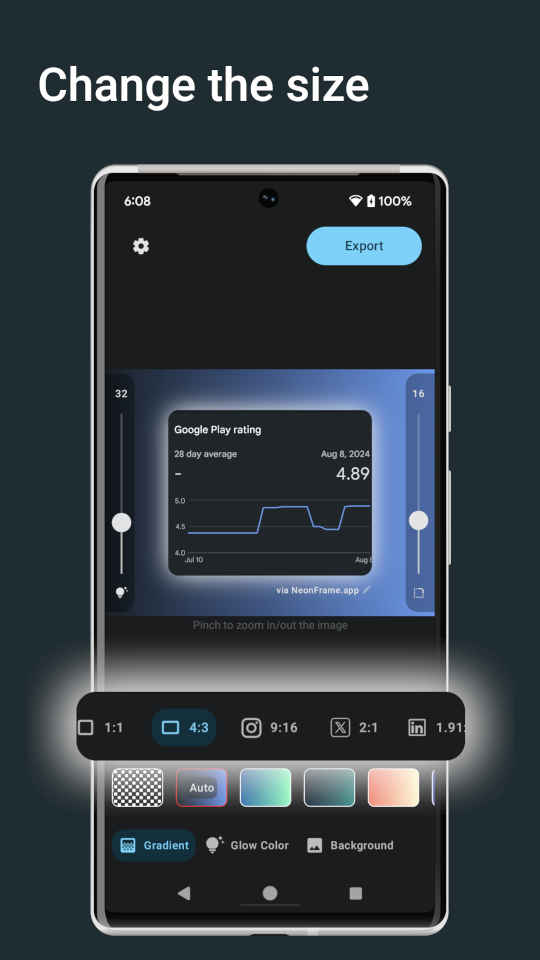 Change the size
6:08
100%
Export
32
16
Google Play rating
28 day average
Aug 8, 2024
-
4.89
5.0
4.5
4.0
Jul 10
Aug 8
via NeonFrame.app
Pinch to zoom in/out the image
1:1
4:3
9:16
2:1
1.91:
Auto
Gradient
Glow Color
Background